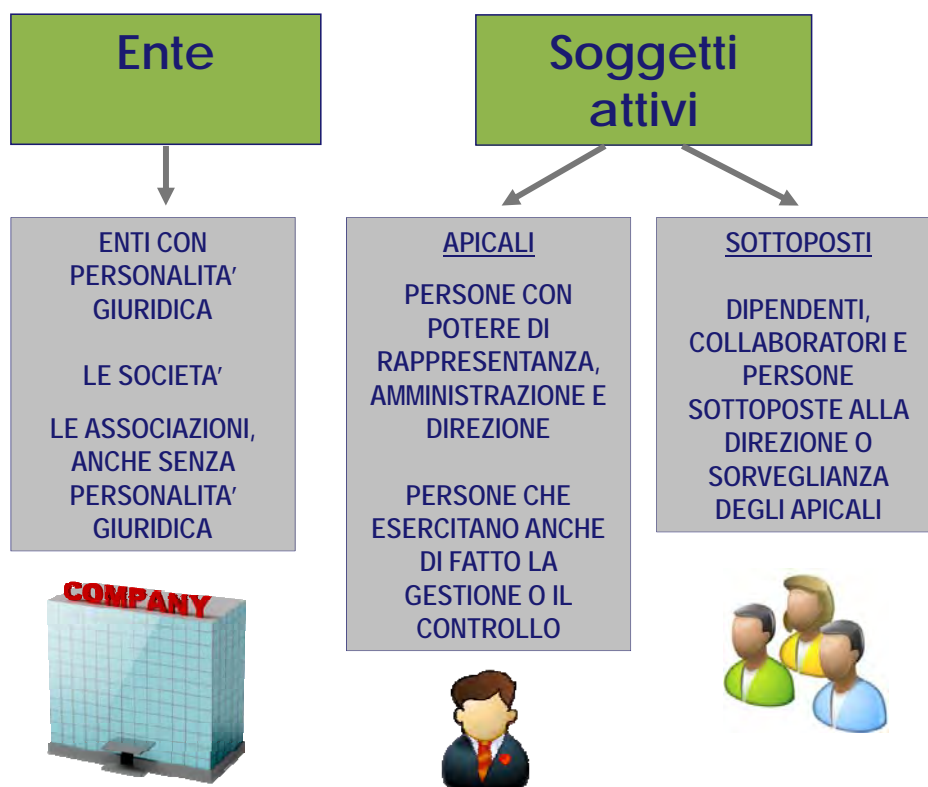 Ente
Soggetti
attivi
ENTI CON
PERSONALITA'
GIURIDICA
LE SOCIETA'
LE ASSOCIAZIONI,
ANCHE SENZA
PERSONALITA'
GIURIDICA
APICALI
PERSONE CON
POTERE DI
RAPPRESENTANZA,
AMMINISTRAZIONE E
DIREZIONE
PERSONE CHE
ESERCITANO ANCHE
DI FATTO LA
GESTIONE O IL
CONTROLLO
SOTTOPOSTI
DIPENDENTI,
COLLABORATORI E
PERSONE
SOTTOPOSTE ALLA
DIREZIONE O
SORVEGLIANZA
DEGLI APICALI
COMPANY